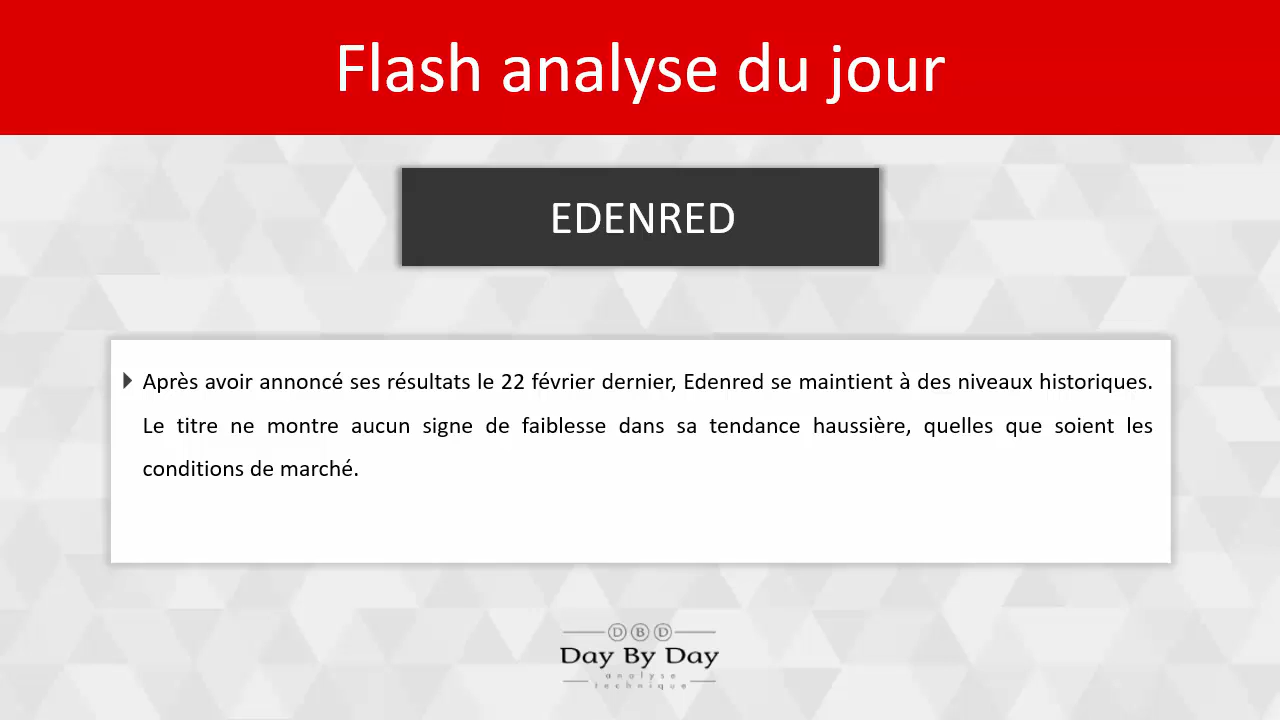 Flash analyse du jour
EDENRED
Après avoir annoncé ses résultats le 22 février dernier, Edenred se maintient à des niveaux historiques.
Le titre ne montre aucun signe de faiblesse dans sa tendance haussière, quelles que soient les
conditions de marché.
DBD
Day By Day
analyse
technique